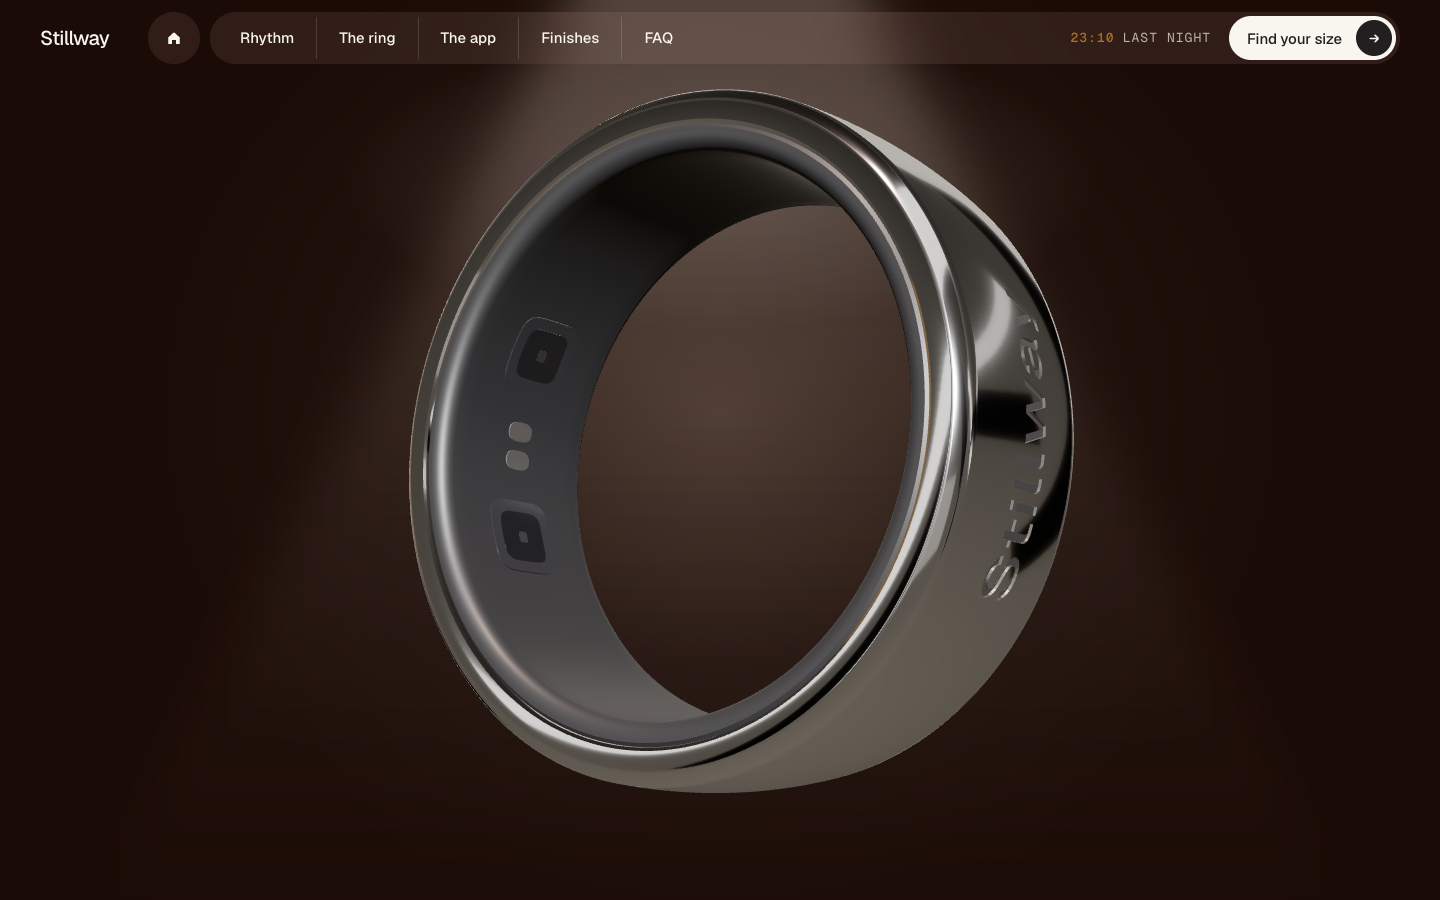 Stillway
Rhythm
The ring
The app
Finishes
FAQ
23:10 LAST NIGHT
Find your size
Stillway